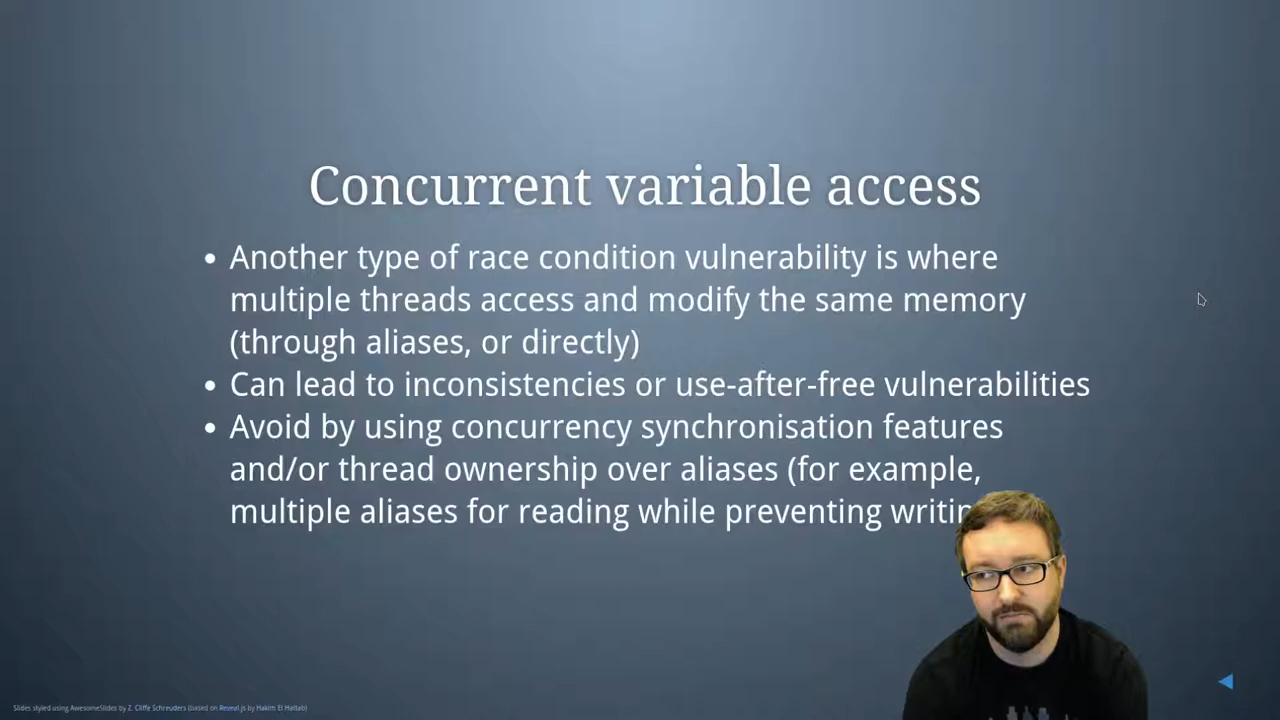 Concurrent variable access
• Another type of race condition vulnerability is where
multiple threads access and modify the same memory
(through aliases, or directly)
• Can lead to inconsistencies or use-after-free vulnerabilities
• Avoid by using concurrency synchronisation features
and/or thread ownership over aliases (for example,
multiple aliases for reading while preventing
Slides styled using AwesomeSlides by Z. Cliffe Schreuders (based on Reveal.js by Hakim El Hattab)